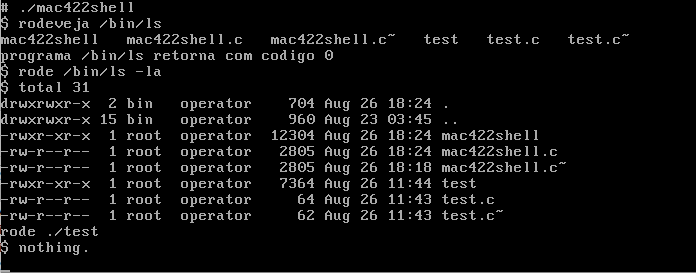 # ./mac422shell
$ rodeveja /bin/ls
mac422shell   mac422shell.c   mac422shell.c~   test   test.c   test.c~
programa /bin/ls retorna com codigo 0
$ rode /bin/ls -la
$ total 31
drwxrwxr-x  2 bin   operator     704 Aug 26 18:24 .
drwxrwxr-x 15 bin   operator     960 Aug 23 03:45 ..
-rwxr-xr-x  1 root  operator   12304 Aug 26 18:24 mac422shell
-rw-r--r--  1 root  operator    2805 Aug 26 18:24 mac422shell.c
-rw-r--r--  1 root  operator    2805 Aug 26 18:18 mac422shell.c~
-rwxr-xr-x  1 root  operator    7364 Aug 26 11:44 test
-rw-r--r--  1 root  operator      64 Aug 26 11:43 test.c
-rw-r--r--  1 root  operator      62 Aug 26 11:43 test.c~
rode ./test
$ nothing.